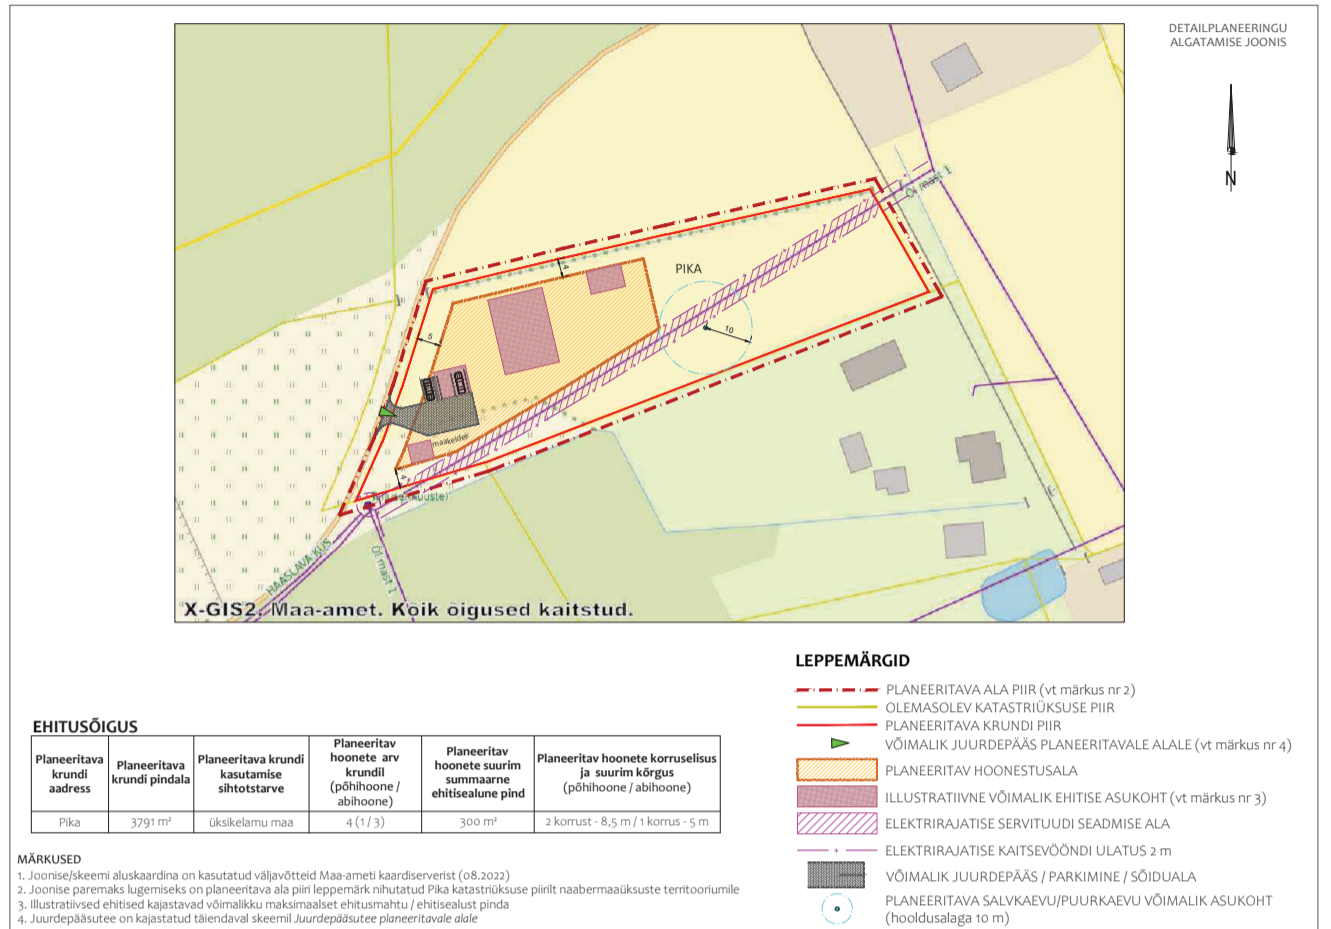 DETAILPLANEERINGU
ALGATAMISE JOONIS
N
Õl mast 1
PIKA
4
10
5
maakelder
4
HAASLAVA-KÜS
Õl mast 1
X-GIS2. Maa-amet. Kõik õigused kaitstud.
LEPPEMÄRGID
PLANEERITAVA ALA PIIR (vt märkus nr 2)
OLEMASOLEV KATASTRIÜKSUSE PIIR
PLANEERITAVA KRUNDI PIIR
VÕIMALIK JUURDEPÄÄS PLANEERITAVALE ALALE (vt märkus nr 4)
PLANEERITAV HOONESTUSALA
ILLUSTRATIIVNE VÕIMALIK EHITISE ASUKOHT (vt märkus nr 3)
ELEKTRIRAJATISE SERVITUUDI SEADMISE ALA
ELEKTRIRAJATISE KAITSEVÖÖNDI ULATUS 2 m
VÕIMALIK JUURDEPÄÄS / PARKIMINE / SÕIDUALA
PLANEERITAVA SALVKAEVU/PUURKAEVU VÕIMALIK ASUKOHT
(hooldusalaga 10 m)
EHITUSÕIGUS
Planeeritava krundi aadress
Planeeritava krundi pindala
Planeeritava krundi kasutamise sihtotstarve
Planeeritav hoonete arv krundil (põhihoone / abihoone)
Planeeritav hoonete suurim summaarne ehitisealune pind
Planeeritav hoonete korruselisus ja suurim kõrgus (põhihoone / abihoone)
Pika 3791 m² üksikelamu maa 4 (1 / 3) 300 m² 2 korrust - 8,5 m / 1 korrus - 5 m
MÄRKUSED
1. Joonise/skeemi aluskaardina on kasutatud väljavõtteid Maa-ameti kaardiserverist (08.2022)
2. Joonise paremaks lugemiseks on planeeritava ala piiri leppemärk nihutatud Pika katastriüksuse piirilt naabermaaüksuste territooriumile
3. Illustratiivsed ehitised kajastavad võimalikku maksimaalset ehitusmahtu / ehitisealust pinda
4. Juurdepääsutee on kajastatud täiendaval skeemil Juurdepääsutee planeeritavale alale